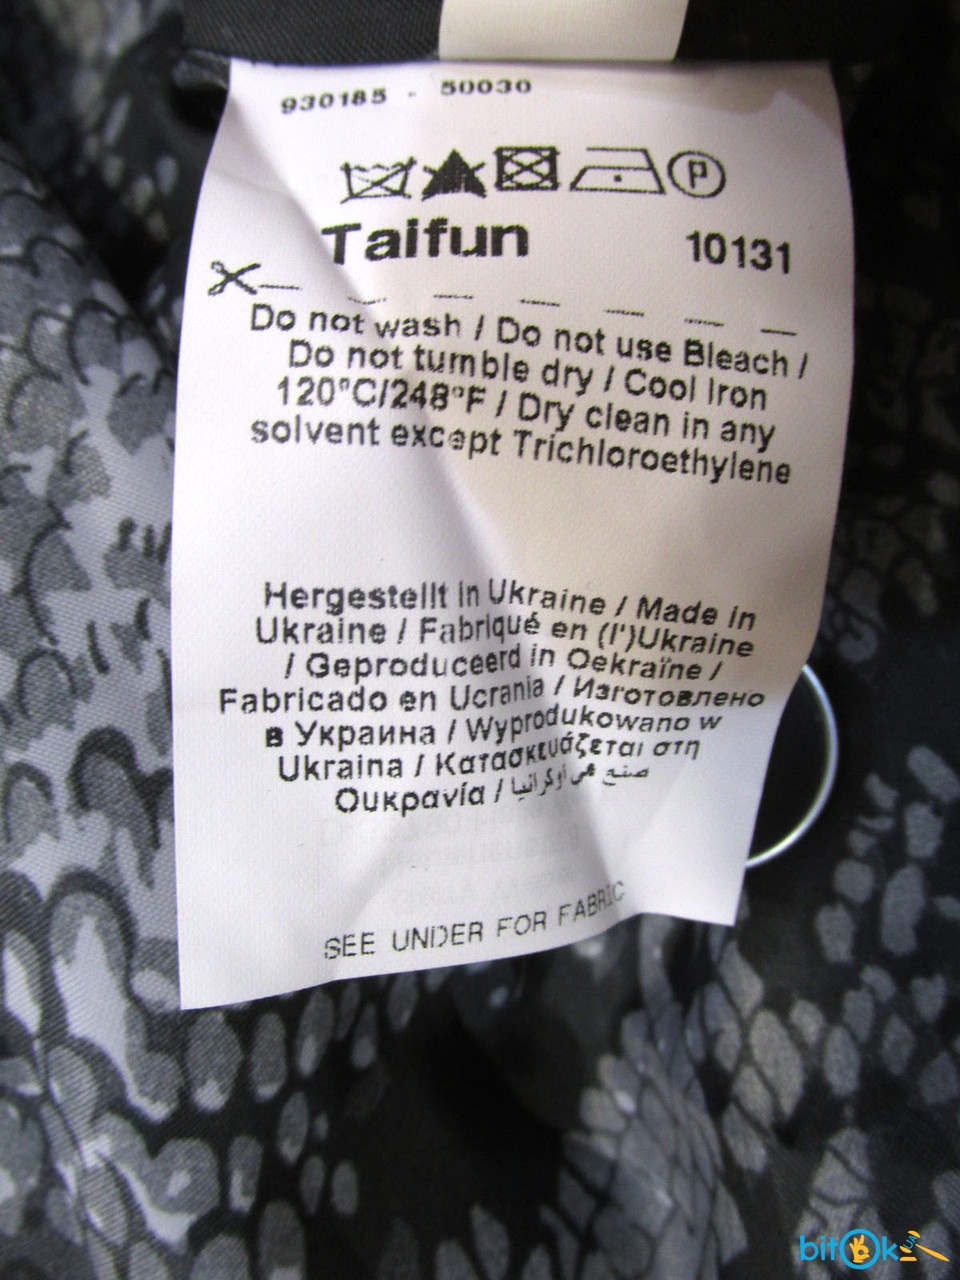 930185 - 50030
P
Taifun 10131
Do not wash / Do not use Bleach /
Do not tumble dry / Cool Iron
120°C/248°F / Dry clean in any
solvent except Trichloroethylene
Hergestellt in Ukraine / Made in
Ukraine / Fabriqué en (l')Ukraine
/ Geproduceerd in Oekraïne /
Fabricado en Ucrania / Изготовлено
в Украина / Wyprodukowano w
Ukraina / Κατασκευάζεται στη
Ουκρανία / صنع في أوكرانيا
SEE UNDER FOR FABRIC
bitOk